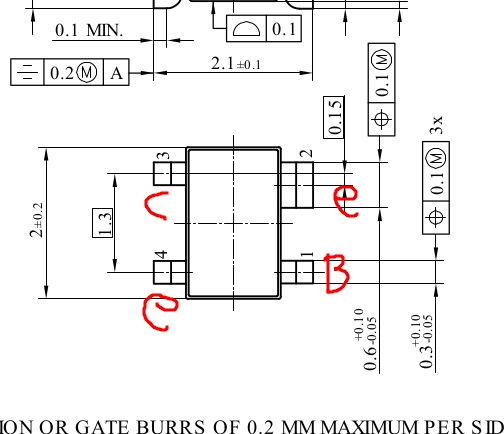 0.1 MIN.
0.1
2.1±0.1
0.2 Ⓜ A
0.1 Ⓜ
0.15
3x
0.1 Ⓜ
3
2
C
e
2±0.2
1.3
4
1
B
e
0.6 +0.10 -0.05
0.3 +0.10 -0.05
ION OR GATE BURRS OF 0.2 MM MAXIMUM PER SID